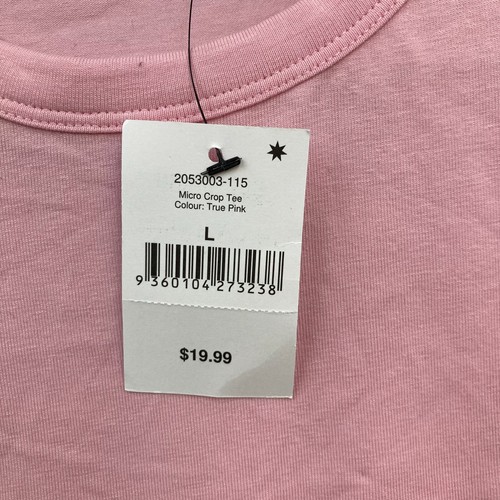 2053003-115
Micro Crop Tee
Colour: True Pink
L
9 360104 273238
$19.99